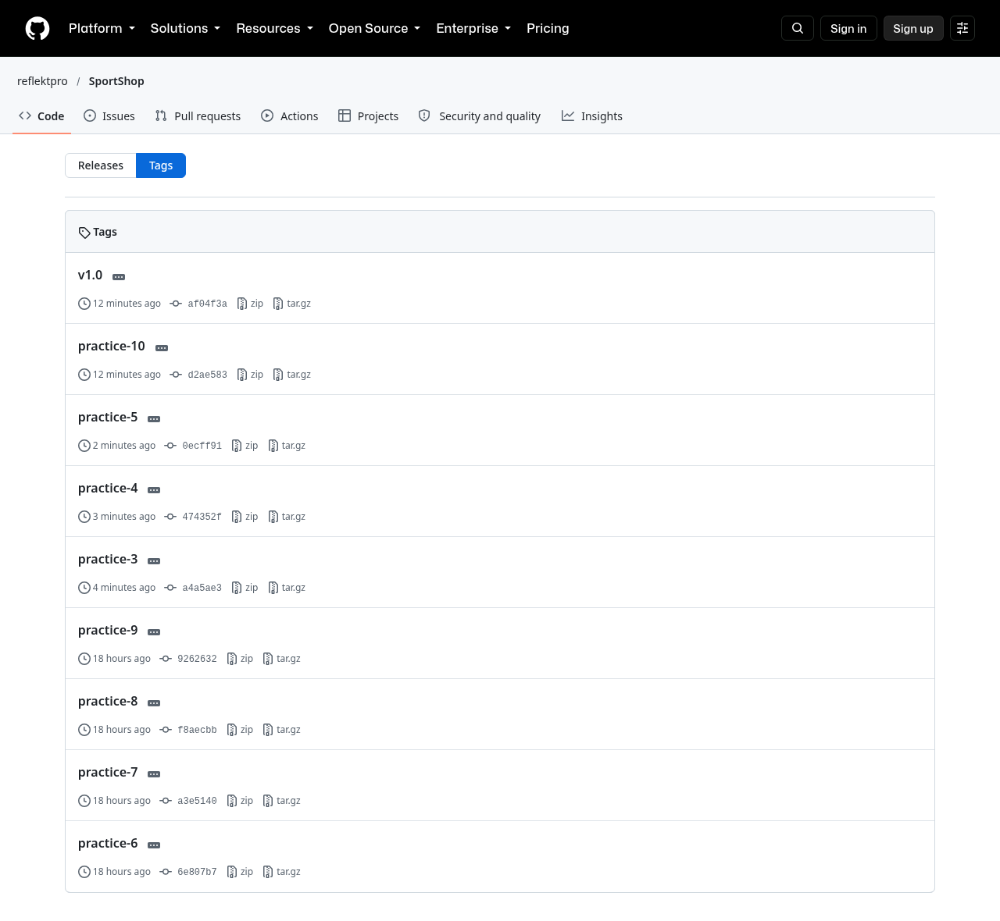 Platform Solutions Resources Open Source Enterprise Pricing Sign in Sign up
reflektpro / SportShop
Code Issues Pull requests Actions Projects Security and quality Insights
Releases Tags
Tags
v1.0
12 minutes ago af04f3a zip tar.gz
practice-10
12 minutes ago d2ae583 zip tar.gz
practice-5
2 minutes ago 0ecff91 zip tar.gz
practice-4
3 minutes ago 474352f zip tar.gz
practice-3
4 minutes ago a4a5ae3 zip tar.gz
practice-9
18 hours ago 9262632 zip tar.gz
practice-8
18 hours ago f8aecbb zip tar.gz
practice-7
18 hours ago a3e5140 zip tar.gz
practice-6
18 hours ago 6e807b7 zip tar.gz